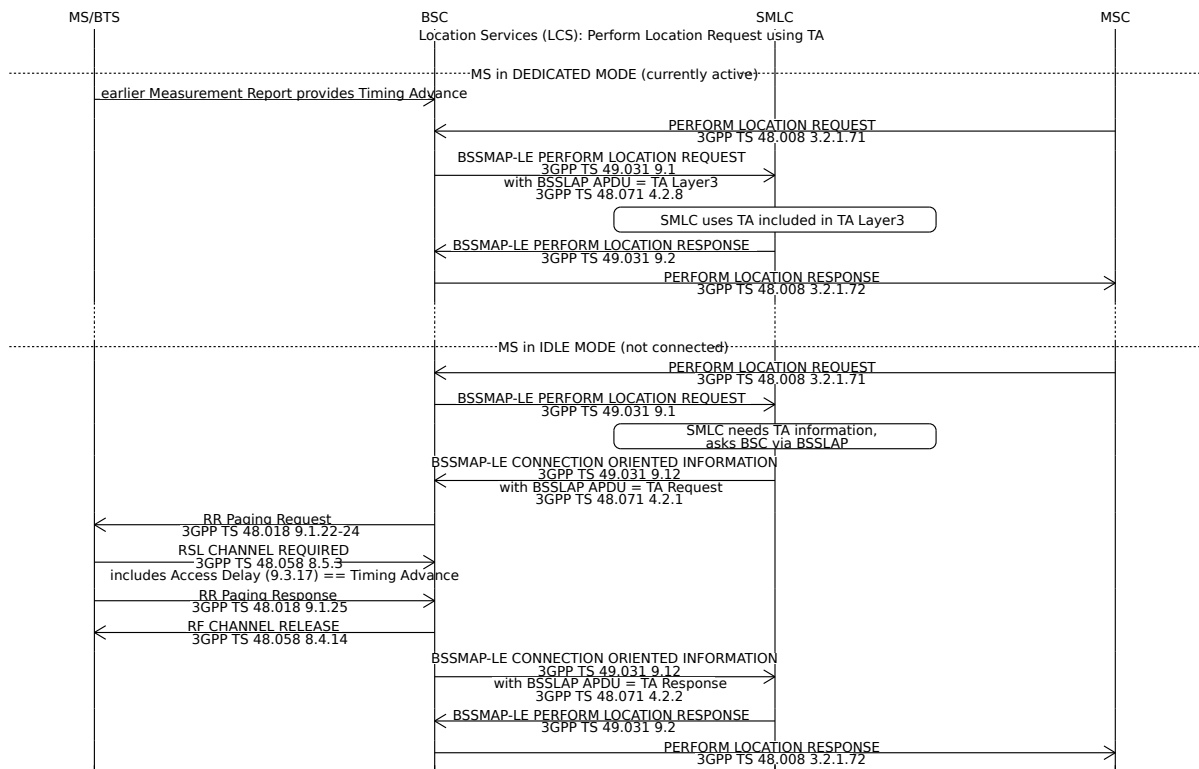 MS/BTS BSC SMLC MSC
Location Services (LCS): Perform Location Request using TA
MS in DEDICATED MODE (currently active)
earlier Measurement Report provides Timing Advance
PERFORM LOCATION REQUEST
3GPP TS 48.008 3.2.1.71
BSSMAP-LE PERFORM LOCATION REQUEST
3GPP TS 49.031 9.1
with BSSLAP APDU = TA Layer3
3GPP TS 48.071 4.2.8
SMLC uses TA included in TA Layer3
BSSMAP-LE PERFORM LOCATION RESPONSE
3GPP TS 49.031 9.2
PERFORM LOCATION RESPONSE
3GPP TS 48.008 3.2.1.72
MS in IDLE MODE (not connected)
PERFORM LOCATION REQUEST
3GPP TS 48.008 3.2.1.71
BSSMAP-LE PERFORM LOCATION REQUEST
3GPP TS 49.031 9.1
SMLC needs TA information,
asks BSC via BSSLAP
BSSMAP-LE CONNECTION ORIENTED INFORMATION
3GPP TS 49.031 9.12
with BSSLAP APDU = TA Request
3GPP TS 48.071 4.2.1
RR Paging Request
3GPP TS 48.018 9.1.22-24
RSL CHANNEL REQUIRED
3GPP TS 48.058 8.5.3
includes Access Delay (9.3.17) == Timing Advance
RR Paging Response
3GPP TS 48.018 9.1.25
RF CHANNEL RELEASE
3GPP TS 48.058 8.4.14
BSSMAP-LE CONNECTION ORIENTED INFORMATION
3GPP TS 49.031 9.12
with BSSLAP APDU = TA Response
3GPP TS 48.071 4.2.2
BSSMAP-LE PERFORM LOCATION RESPONSE
3GPP TS 49.031 9.2
PERFORM LOCATION RESPONSE
3GPP TS 48.008 3.2.1.72